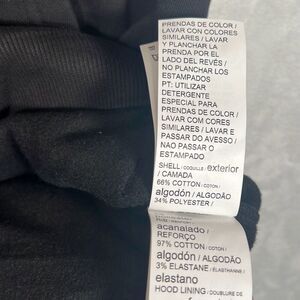 PRENDAS DE COLOR /
LAVAR CON COLORES
SIMILARES / LAVAR
Y PLANCHAR LA
PRENDA POR EL
LADO DEL REVÉS /
NO PLANCHAR LOS
ESTAMPADOS
PT: UTILIZAR
DETERGENTE
ESPECIAL PARA
PRENDAS DE COLOR /
LAVAR COM CORES
SIMILARES / LAVAR E
PASSAR DO AVESSO /
NAO PASSAR O
ESTAMPADO
SHELL / COQUILLE / exterior
/ CAMADA
66% COTTON / COTON /
algodón / ALGODÃO
34% POLYESTER /
acanalado /
REFORÇO
97% COTTON / COTON /
algodón / ALGODÃO
3% ELASTANE / ÉLASTHANNE /
elastano
HOOD LINING / DOUBLURE DE